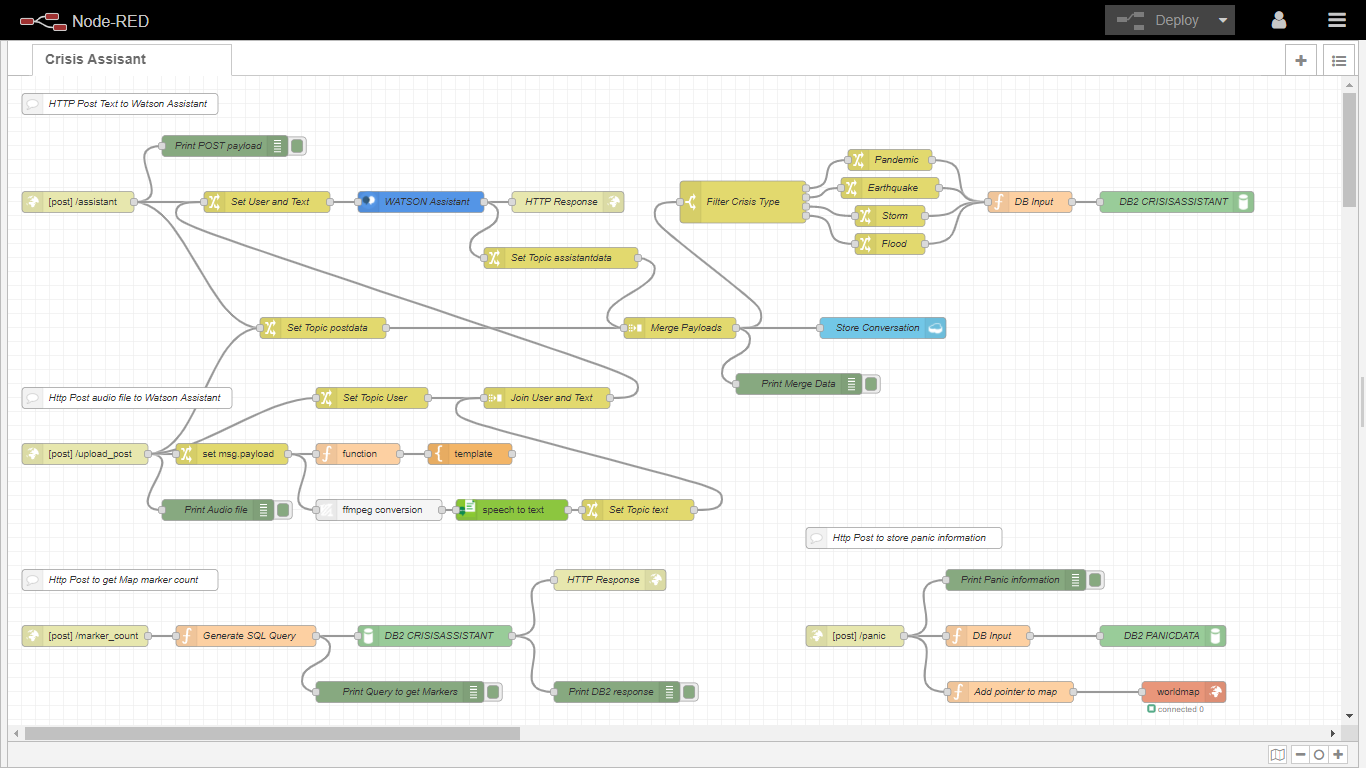 Node-RED
Deploy
Crisis Assisant
HTTP Post Text to Watson Assistant
Print POST payload
[post] /assistant
Set User and Text
WATSON Assistant
HTTP Response
Filter Crisis Type
Pandemic
Earthquake
Storm
Flood
DB Input
DB2 CRISISASSISTANT
Set Topic assistantdata
Set Topic postdata
Merge Payloads
Store Conversation
Print Merge Data
Http Post audio file to Watson Assistant
Set Topic User
Join User and Text
[post] /upload_post
set msg.payload
function
template
Print Audio file
ffmpeg conversion
speech to text
Set Topic text
Http Post to store panic information
Http Post to get Map marker count
HTTP Response
Print Panic information
[post] /marker_count
Generate SQL Query
DB2 CRISISASSISTANT
[post] /panic
DB Input
DB2 PANICDATA
Print Query to get Markers
Print DB2 response
Add pointer to map
worldmap
connected 0